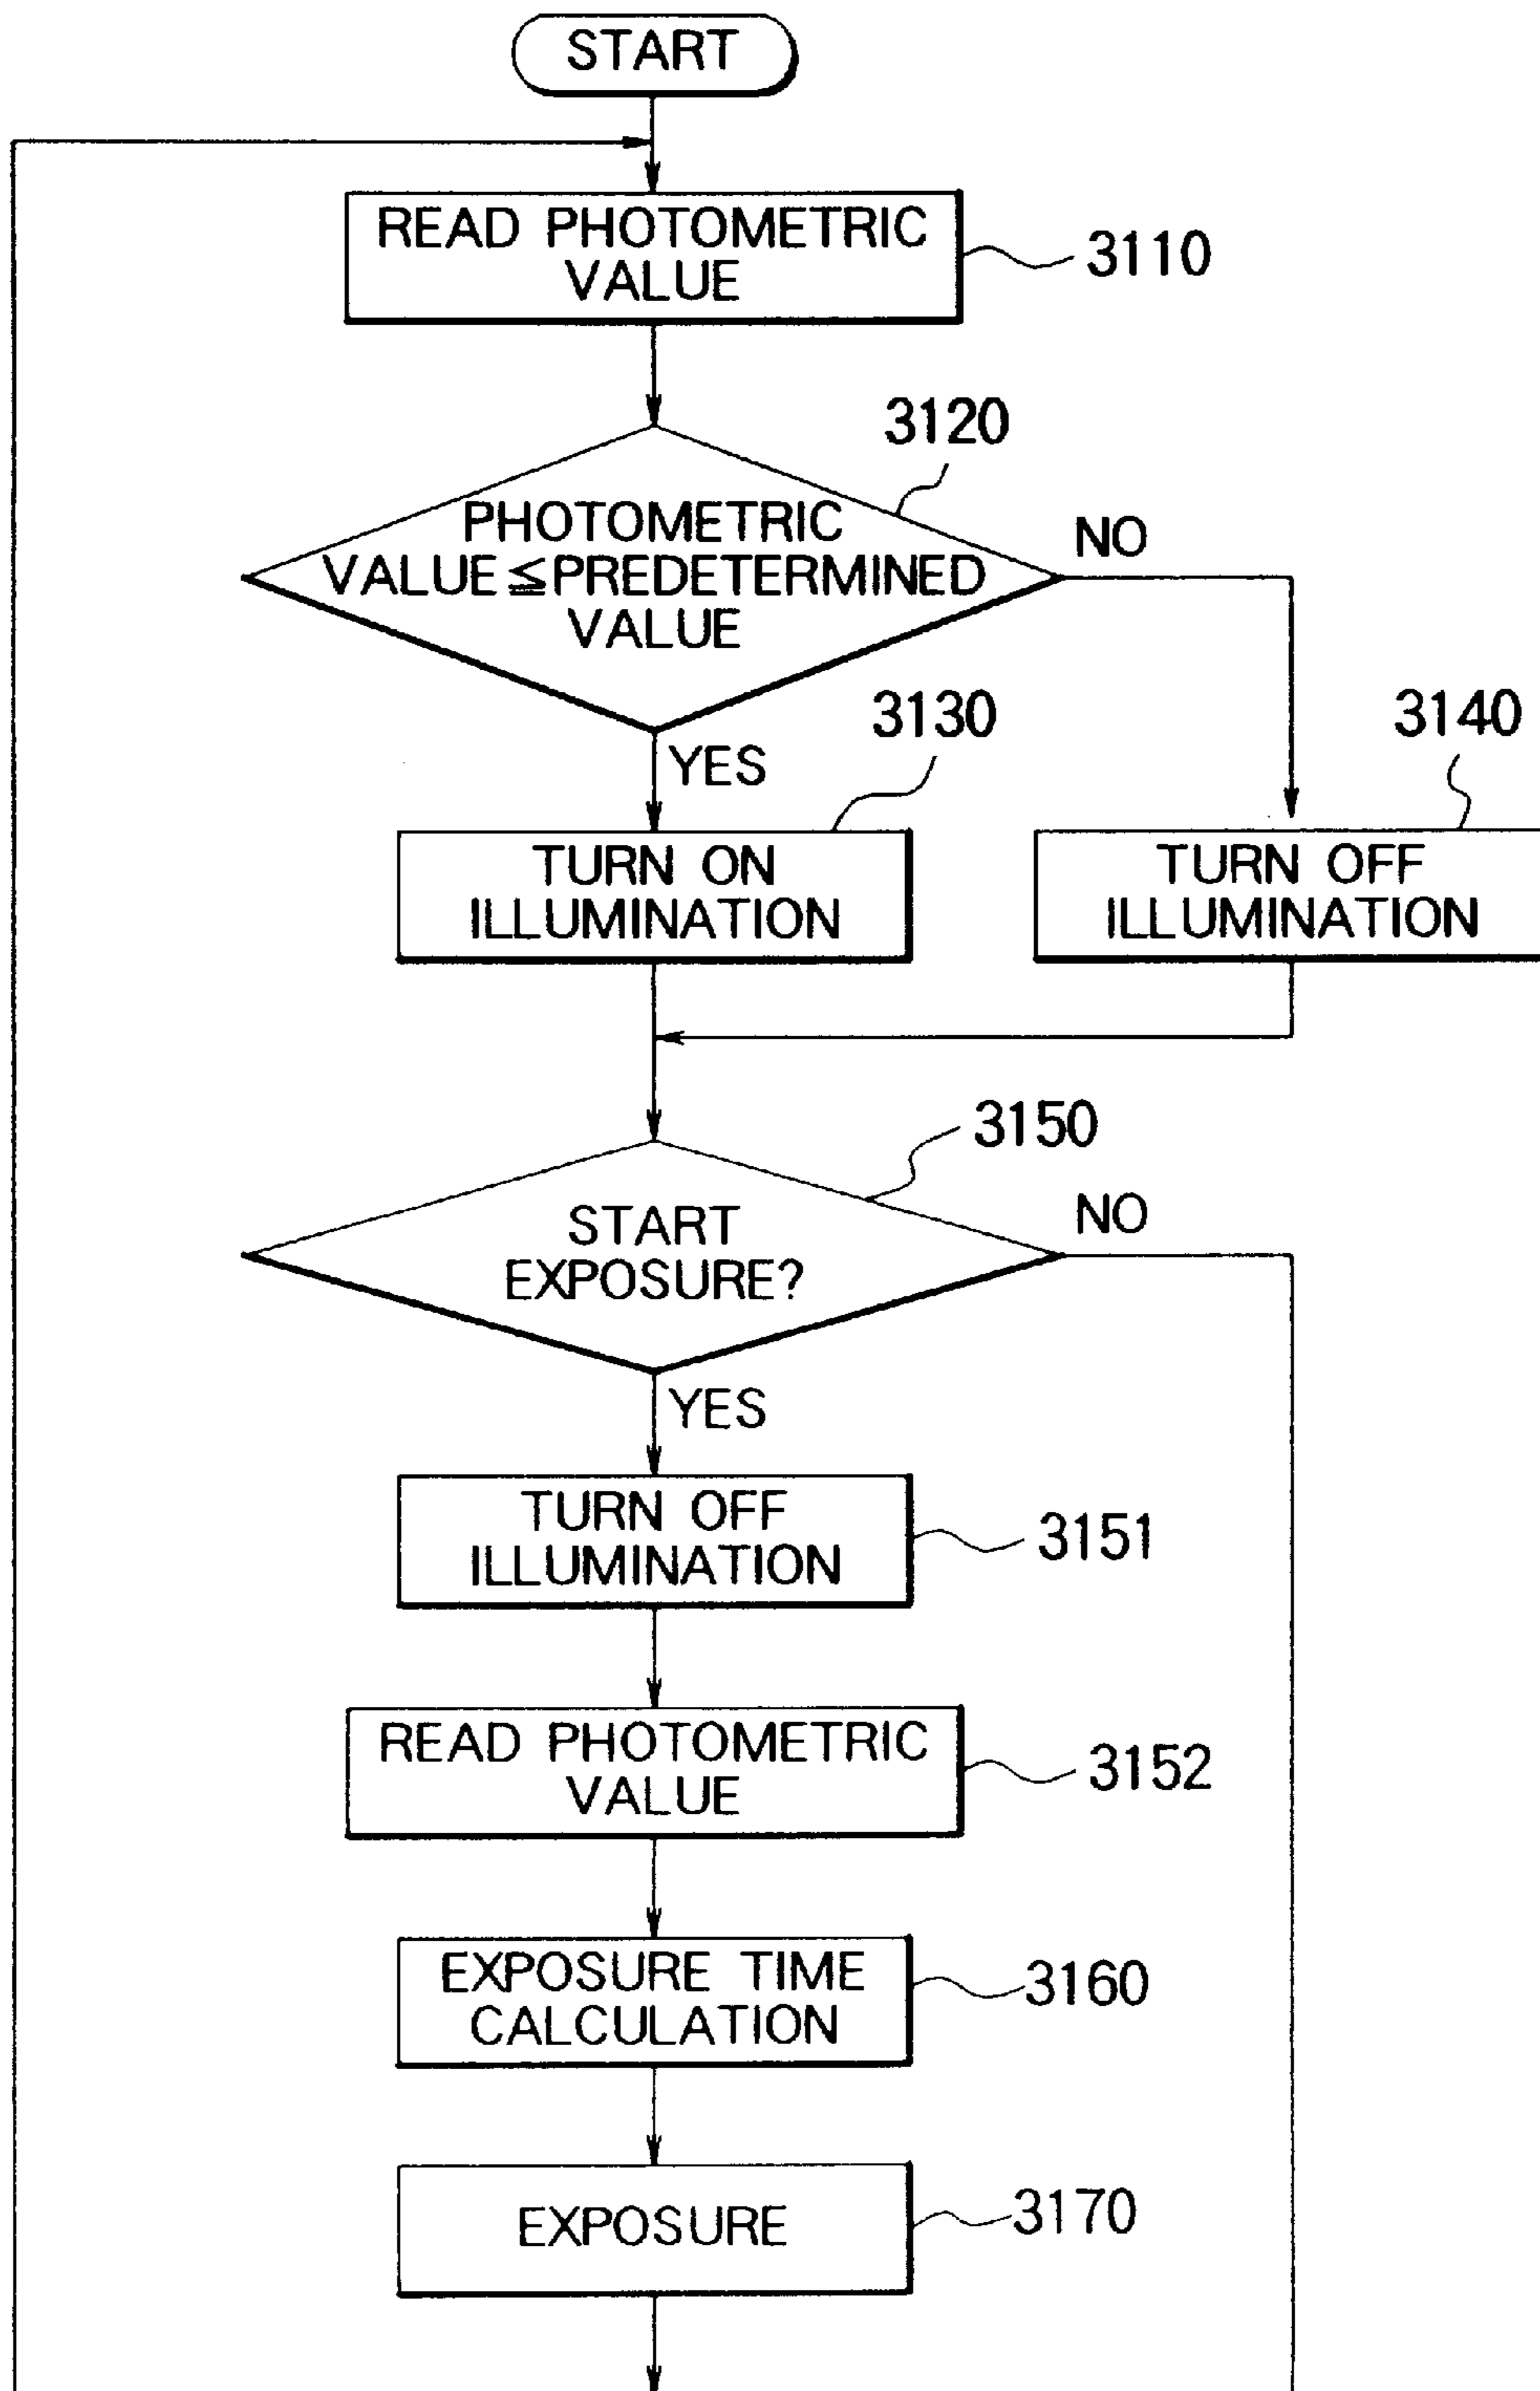 START
READ PHOTOMETRIC
VALUE
3110
3120
PHOTOMETRIC
VALUE≦PREDETERMINED
VALUE
NO
YES
3130
3140
TURN ON
ILLUMINATION
TURN OFF
ILLUMINATION
3150
START
EXPOSURE?
NO
YES
TURN OFF
ILLUMINATION
3151
READ PHOTOMETRIC
VALUE
3152
EXPOSURE TIME
CALCULATION
3160
EXPOSURE
3170